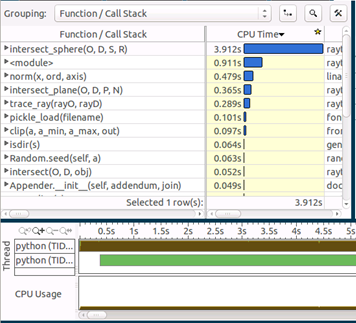 Grouping: Function / Call Stack
Function / Call Stack CPU Time
intersect_sphere(O, D, S, R) 3.912s rayt
<module> 0.911s rayt
norm(x, ord, axis) 0.479s lina
intersect_plane(O, D, P, N) 0.365s rayt
trace_ray(rayO, rayD) 0.289s rayt
pickle_load(filename) 0.101s fon
clip(a, a_min, a_max, out) 0.097s fro
isdir(s) 0.064s gen
Random.seed(self, a) 0.063s rand
intersect(O, D, obj) 0.052s rayt
Appender.__init__(self, addendum, join) 0.049s doc
Selected 1 row(s): 3.912s
0.5s 1s 1.5s 2s 2.5s 3s 3.5s 4s 4.5s 5s
Thread
python (TID...
python (TID...
CPU Usage